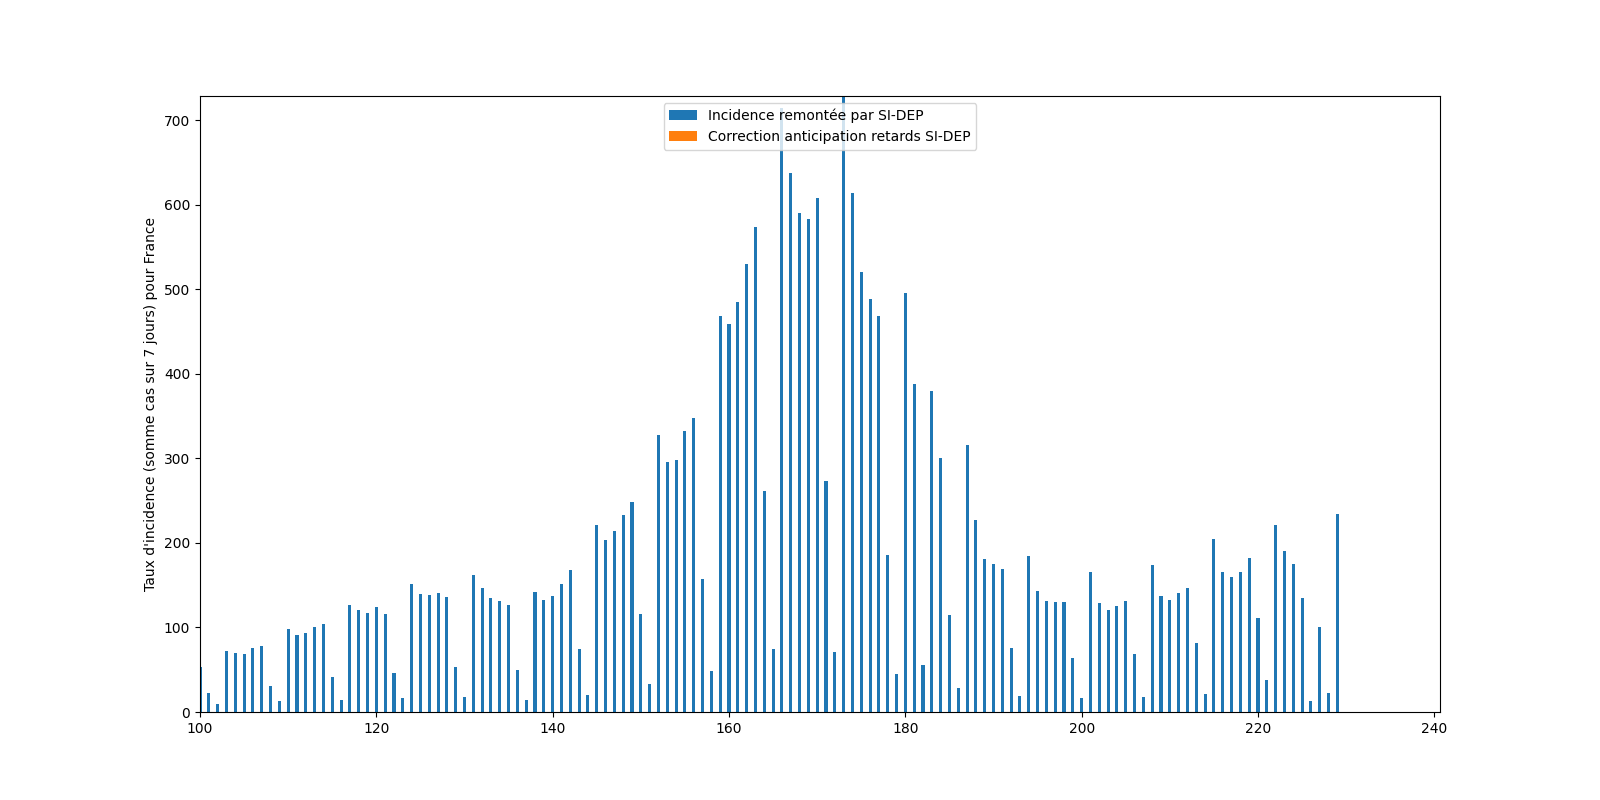 Incidence remontée par SI-DEP
Correction anticipation retards SI-DEP
Taux d'incidence (somme cas sur 7 jours) pour France
700
600
500
400
300
200
100
0
100 120 140 160 180 200 220 240